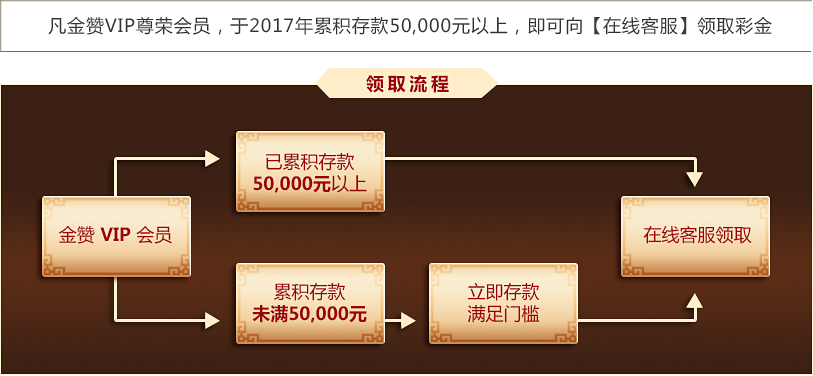 凡金赞VIP尊荣会员，于2017年累积存款50,000元以上，即可向【在线客服】领取彩金
领取流程
已累积存款
50,000元以上
金赞 VIP 会员
在线客服领取
累积存款
未满50,000元
立即存款
满足门槛